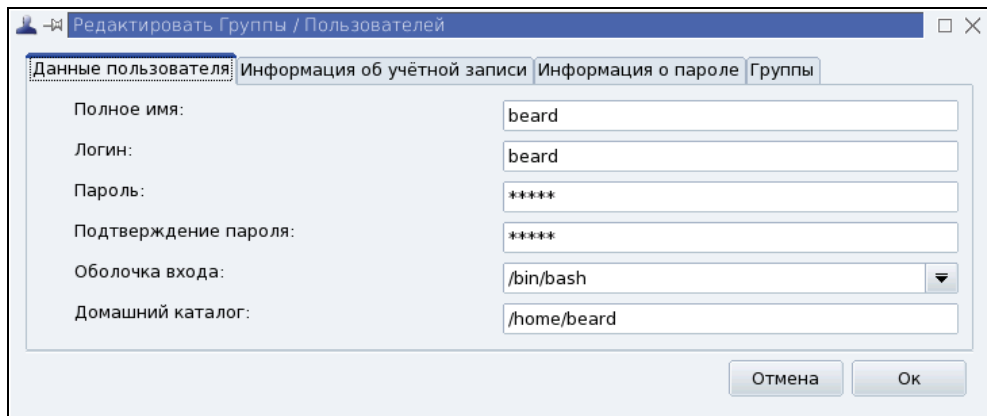 Редактировать Группы / Пользователей
Данные пользователя Информация об учётной записи Информация о пароле Группы
Полное имя: beard
Логин: beard
Пароль: *****
Подтверждение пароля: *****
Оболочка входа: /bin/bash
Домашний каталог: /home/beard
Отмена Ок